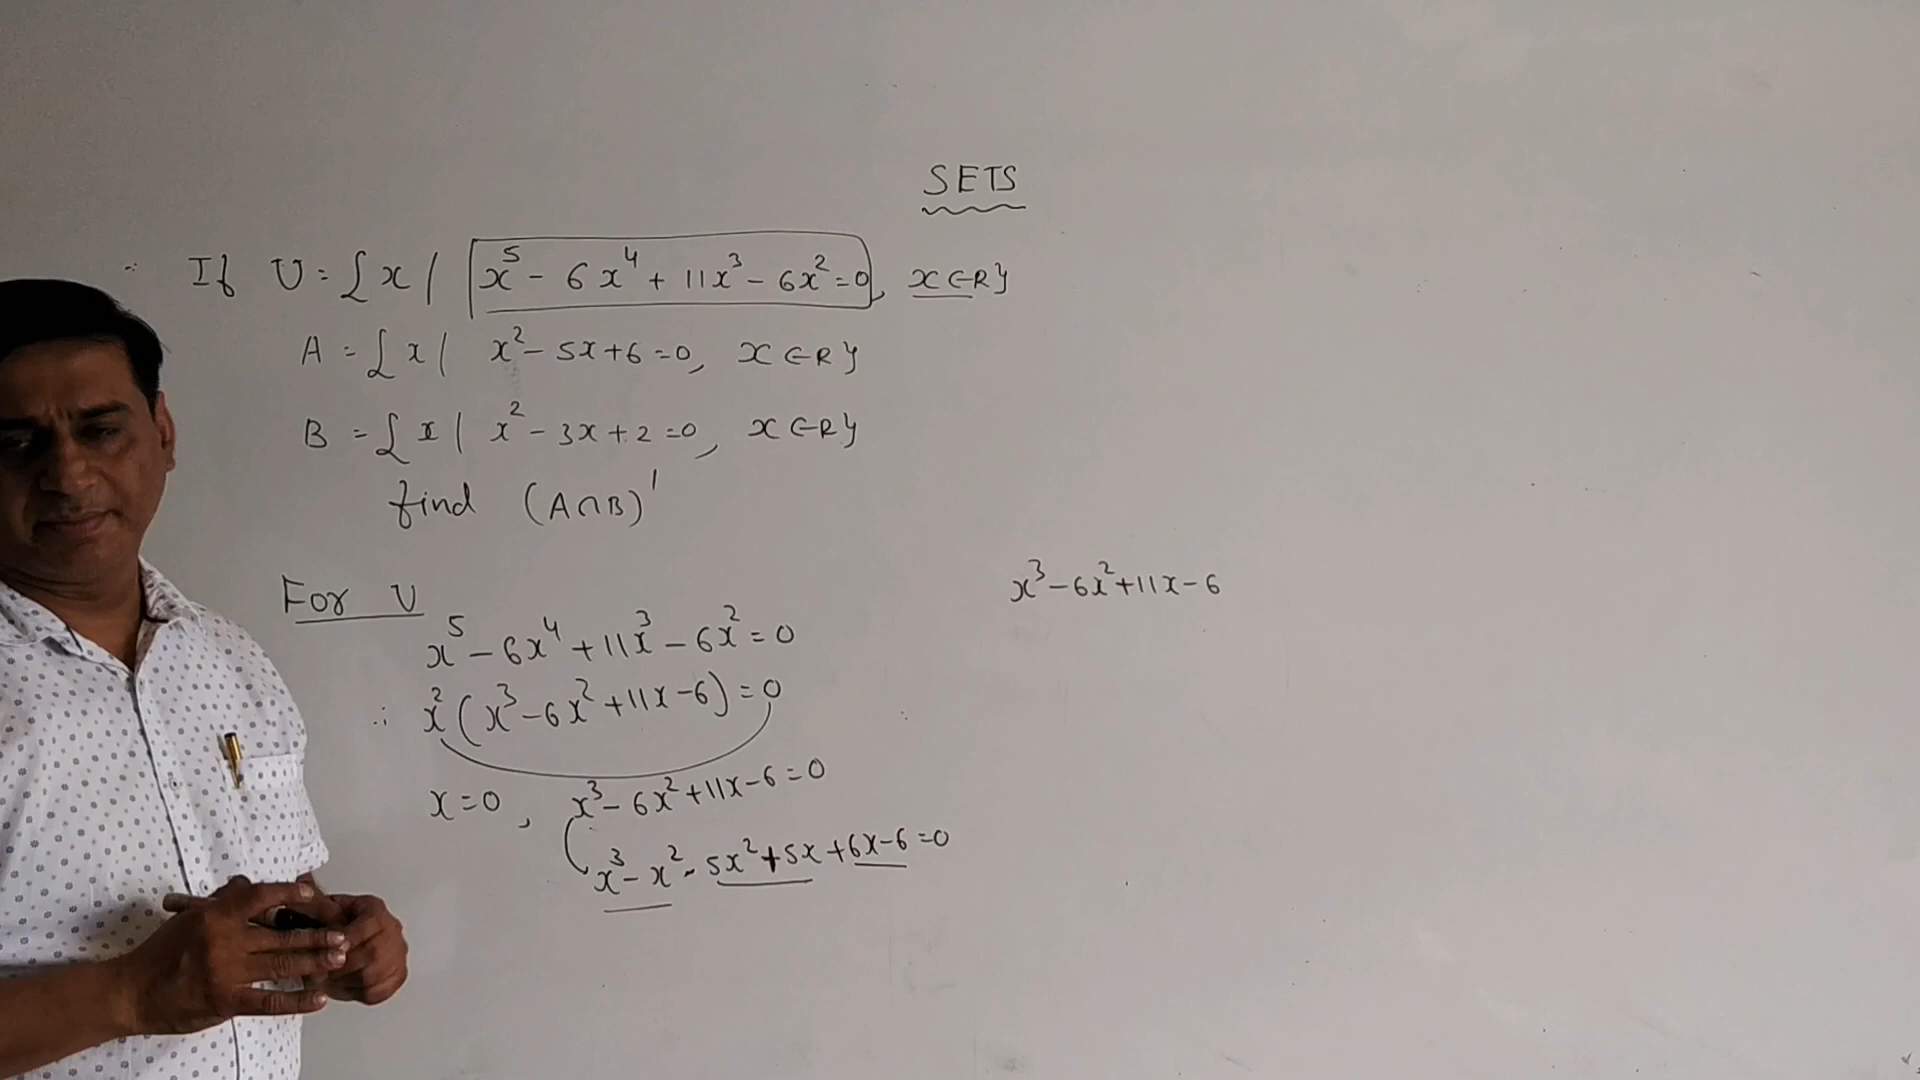 SETS
∵ If U = {x / x⁵ - 6x⁴ + 11x³ - 6x² = 0, x ∈ R}
A = {x / x² - 5x + 6 = 0, x ∈ R}
B = {x / x² - 3x + 2 = 0, x ∈ R}
find (A∩B)'
For U
x⁵ - 6x⁴ + 11x³ - 6x² = 0
∴ x² (x³ - 6x² + 11x - 6) = 0
x = 0, x³ - 6x² + 11x - 6 = 0
x³ - x² - 5x² + 5x + 6x - 6 = 0
x³ - 6x² + 11x - 6